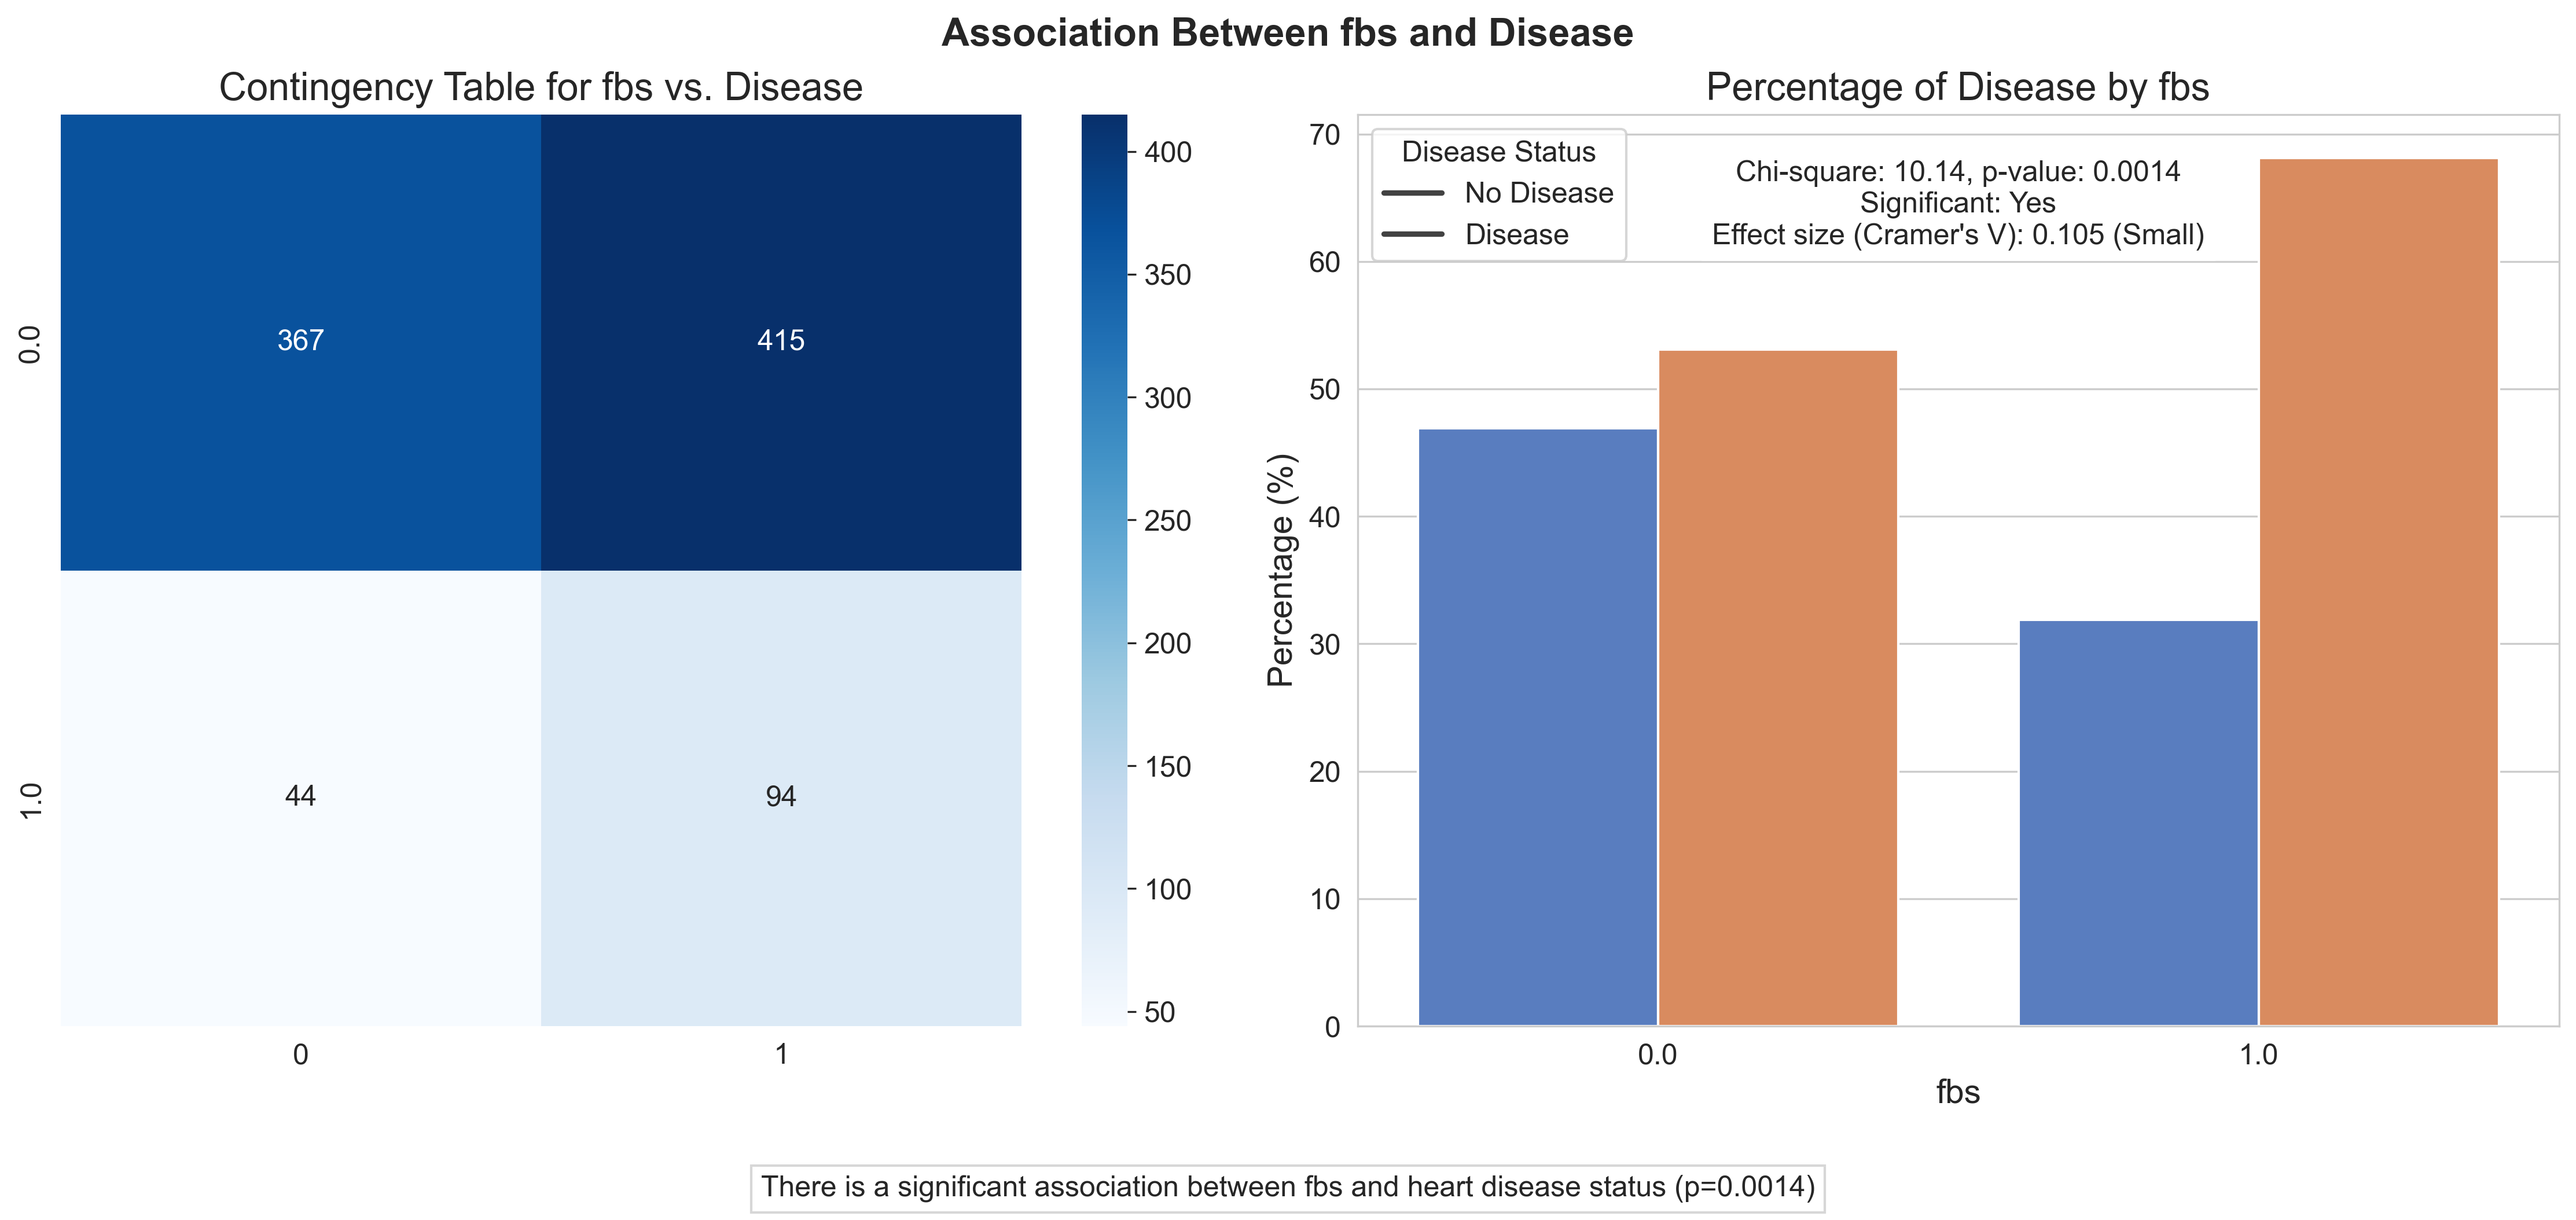 Association Between fbs and Disease
Contingency Table for fbs vs. Disease
0.0
1.0
367
415
44
94
0
1
400
350
300
250
200
150
100
50
Percentage of Disease by fbs
Percentage (%)
70
60
50
40
30
20
10
0
Disease Status
No Disease
Disease
Chi-square: 10.14, p-value: 0.0014
Significant: Yes
Effect size (Cramer's V): 0.105 (Small)
0.0
1.0
fbs
There is a significant association between fbs and heart disease status (p=0.0014)